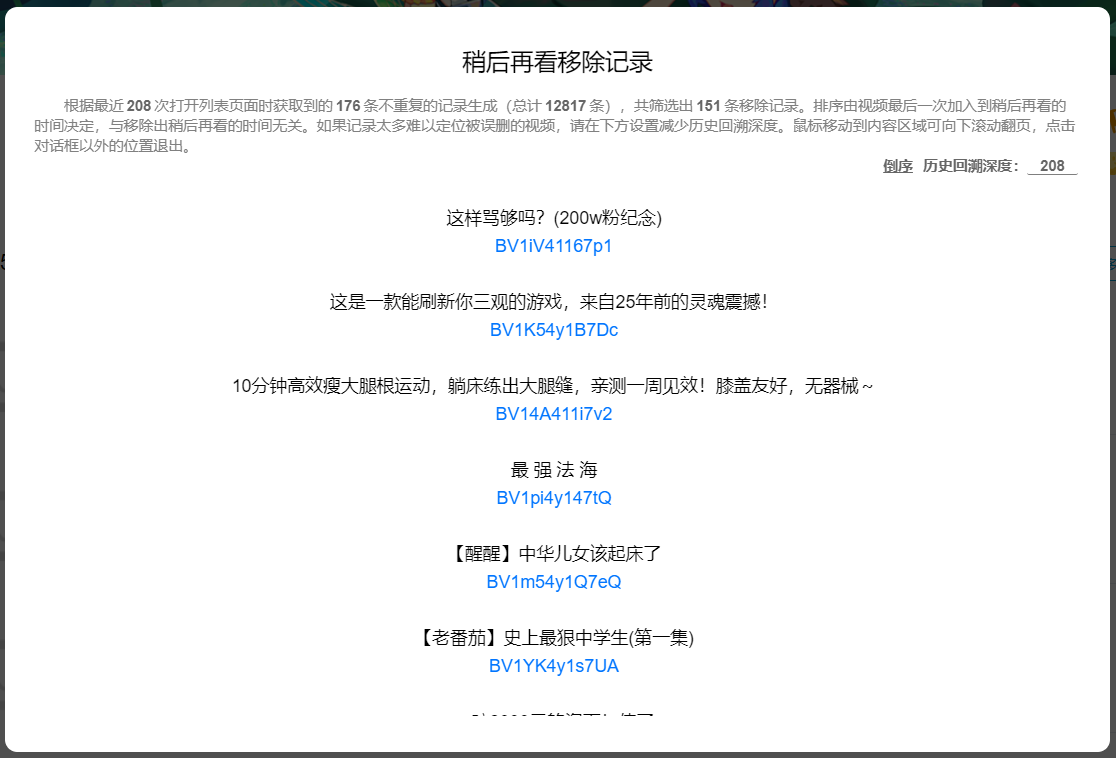 稍后再看移除记录
根据最近 208 次打开列表页面时获取到的 176 条不重复的记录生成（总计 12817 条），共筛选出 151 条移除记录。排序由视频最后一次加入到稍后再看的
时间决定，与移除出稍后再看的时间无关。如果记录太多难以定位被误删的视频，请在下方设置减少历史回溯深度。鼠标移动到内容区域可向下滚动翻页，点击
对话框以外的位置退出。
倒序 历史回溯深度： 208
这样骂够吗？(200w粉纪念)
BV1iV41167p1
这是一款能刷新你三观的游戏，来自25年前的灵魂震撼！
BV1K54y1B7Dc
10分钟高效瘦大腿根运动，躺床练出大腿缝，亲测一周见效！膝盖友好，无器械～
BV14A411i7v2
最 强 法 海
BV1pi4y147tQ
【醒醒】中华儿女该起床了
BV1m54y1Q7eQ
【老番茄】史上最狠中学生(第一集)
BV1YK4y1s7UA